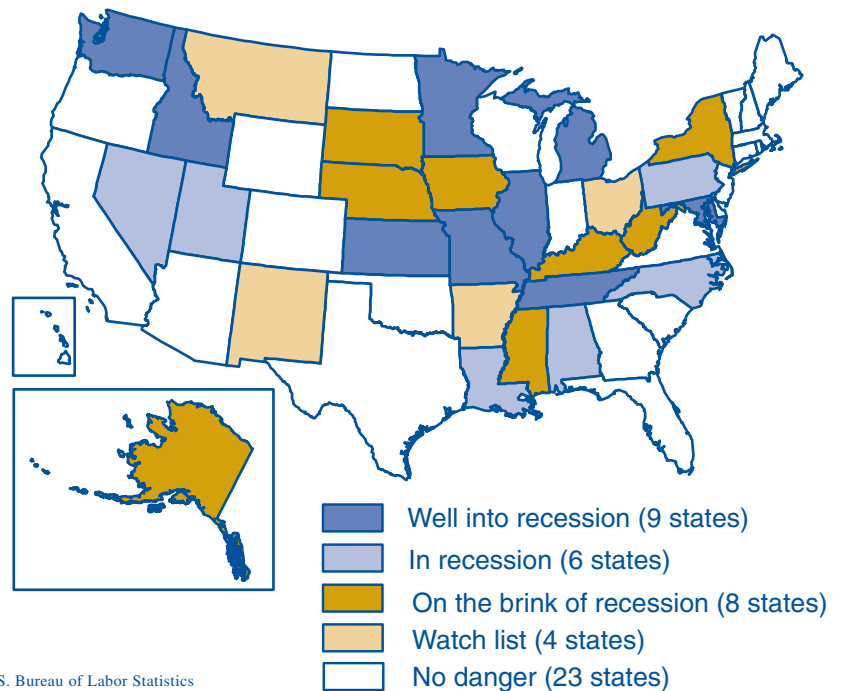 Well into recession (9 states)
In recession (6 states)
On the brink of recession (8 states)
Watch list (4 states)
No danger (23 states)
S. Bureau of Labor Statistics